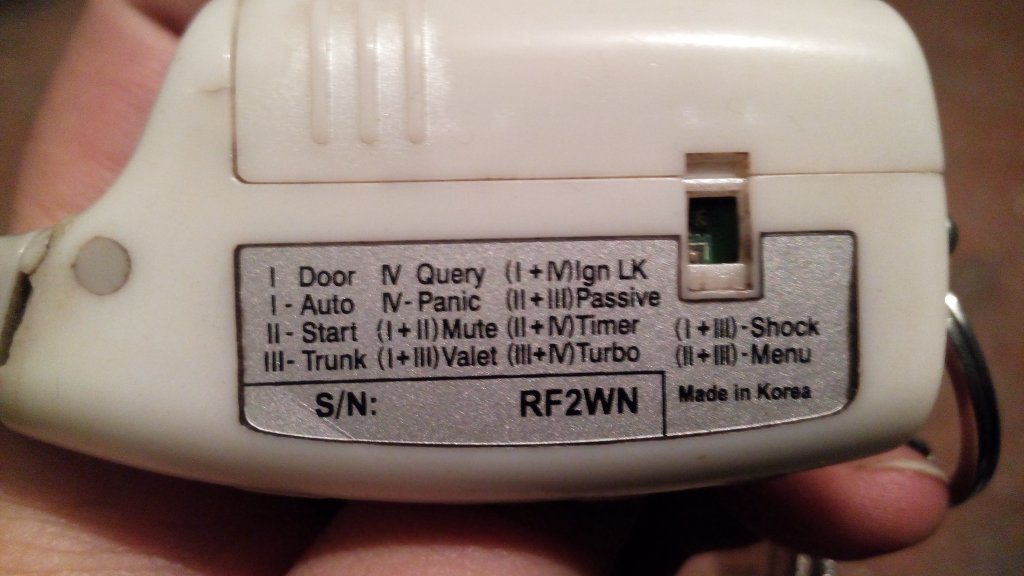 I Door IV Query (I+IV)Ign LK
I - Auto IV- Panic (II+III)Passive
II - Start (I+II)Mute (II+IV)Timer (I+III)-Shock
III- Trunk (I+III)Valet (III+IV)Turbo (II+III)-Menu
S/N: RF2WN Made in Korea